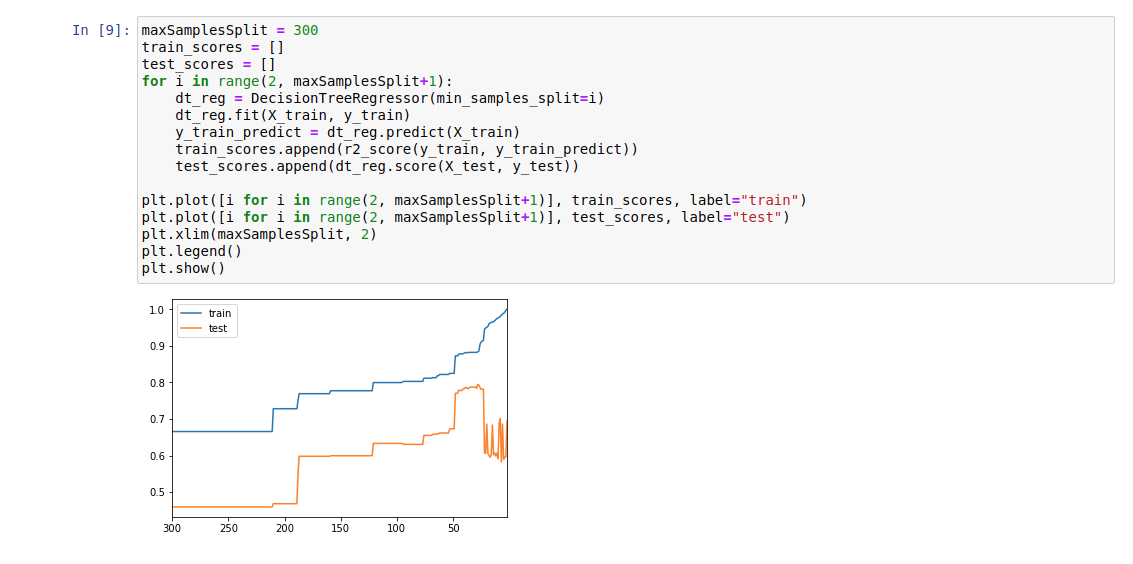 In [9]: maxSamplesSplit = 300
train_scores = []
test_scores = []
for i in range(2, maxSamplesSplit+1):
    dt_reg = DecisionTreeRegressor(min_samples_split=i)
    dt_reg.fit(X_train, y_train)
    y_train_predict = dt_reg.predict(X_train)
    train_scores.append(r2_score(y_train, y_train_predict))
    test_scores.append(dt_reg.score(X_test, y_test))
plt.plot([i for i in range(2, maxSamplesSplit+1)], train_scores, label="train")
plt.plot([i for i in range(2, maxSamplesSplit+1)], test_scores, label="test")
plt.xlim(maxSamplesSplit, 2)
plt.legend()
plt.show()
1.0
train
test
0.9
0.8
0.7
0.6
0.5
300 250 200 150 100 50